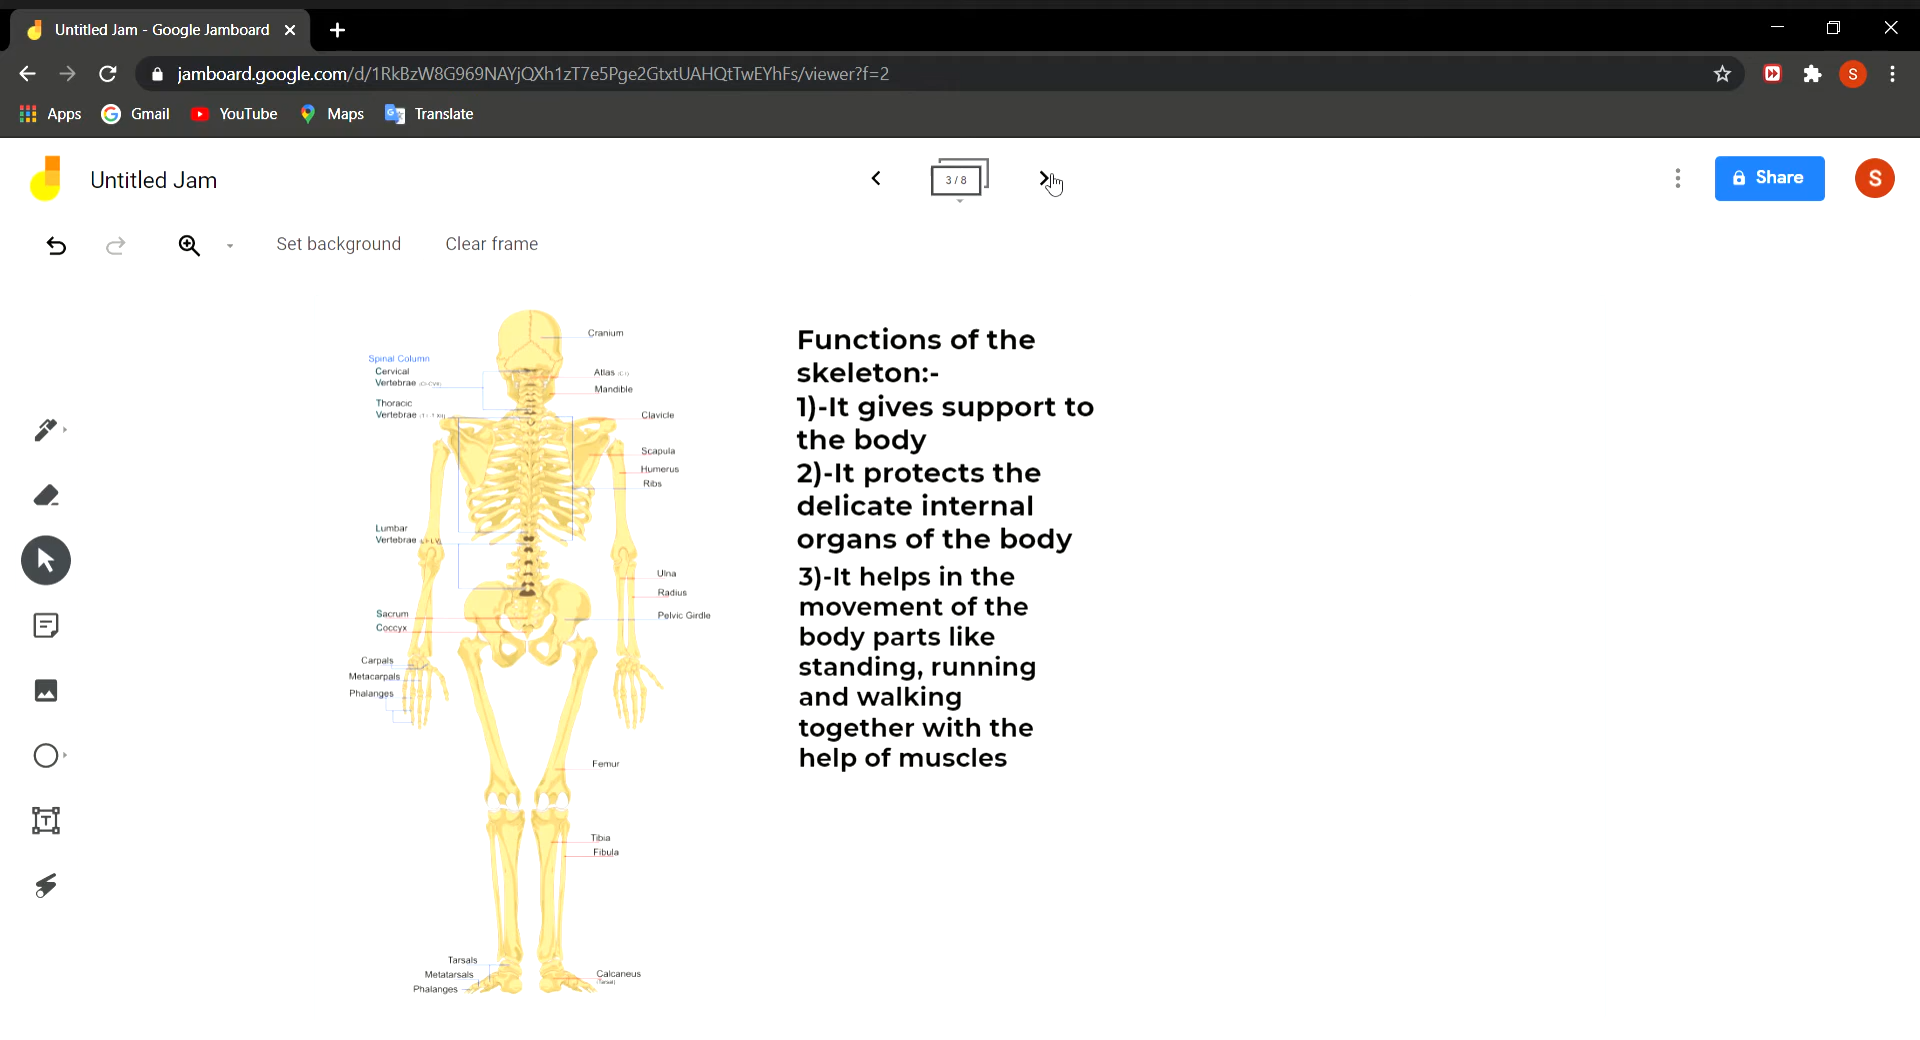 Untitled Jam - Google Jamboard
jamboard.google.com/d/1RkBzW8G969NAYjQXh1zT7e5Pge2GtxtUAHQtTwEYhFs/viewer?f=2
S
Apps
Gmail
YouTube
Maps
Translate
Untitled Jam
3 / 8
Share
S
Set background
Clear frame
Cranium
Spinal Column
Cervical
Vertebrae
Atlas (C1)
Mandible
Thoracic
Vertebrae
Clavicle
Scapula
Humerus
Ribs
Lumbar
Vertebrae
Ulna
Radius
Sacrum
Pelvic Girdle
Coccyx
Carpals
Metacarpals
Phalanges
Femur
Tibia
Fibula
Tarsals
Metatarsals
Phalanges
Calcaneus
(Tarsal)
Functions of the
skeleton:-
1)-It gives support to
the body
2)-It protects the
delicate internal
organs of the body
3)-It helps in the
movement of the
body parts like
standing, running
and walking
together with the
help of muscles